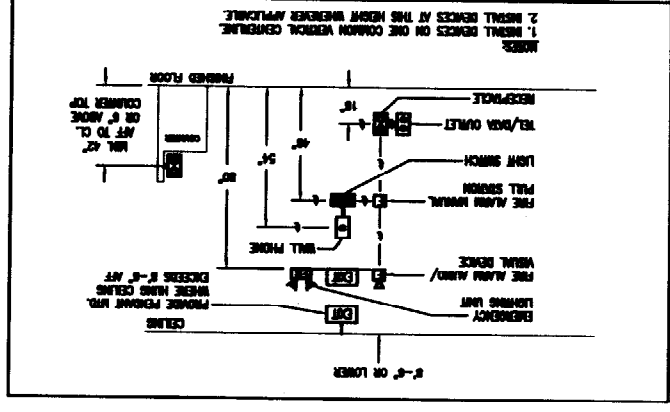 8'-6" OR LOWER
CEILING
EMERGENCY
LIGHTING UNIT
EXIT
PROVIDE PENDANT MTD.
WHERE HUNG CEILING
EXCEEDS 8'-6" AFF
FIRE ALARM AUDIO/
VISUAL DEVICE
EXIT
WALL PHONE
FIRE ALARM MANUAL
PULL STATION
LIGHT SWITCH
80"
54"
48"
TEL/DATA OUTLET
RECEPTACLE
18"
COUNTER
MIN. 42"
AFF TO CL
OR 6" ABOVE
COUNTER TOP
FINISHED FLOOR
NOTES:
1. INSTALL DEVICES ON ONE COMMON VERTICAL CENTERLINE.
2. INSTALL DEVICES AT THIS HEIGHT WHENEVER APPLICABLE.